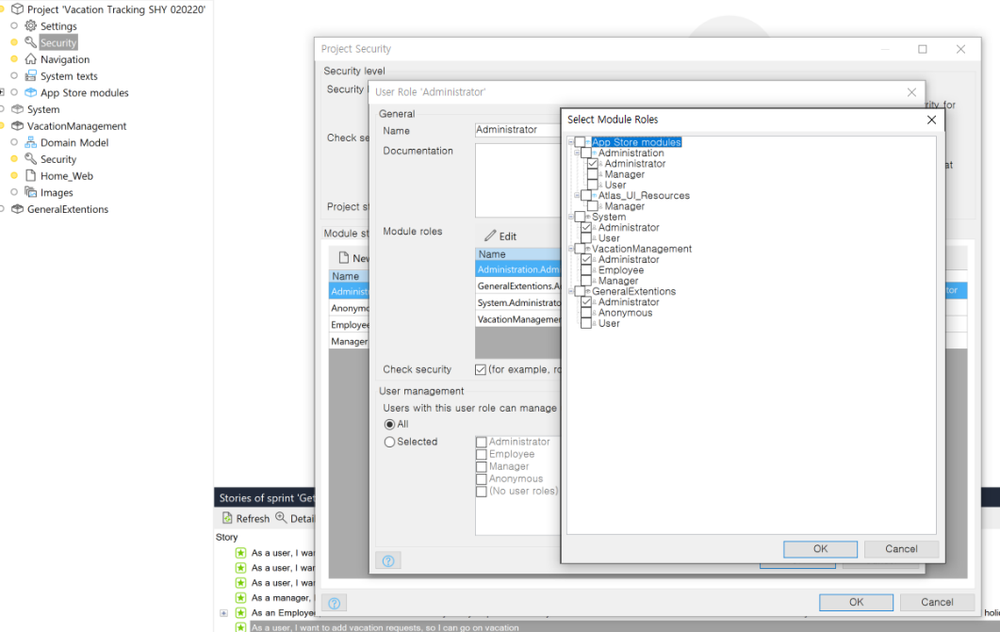 Project 'Vacation Tracking SHY 020220'
Settings
Security
Navigation
System texts
App Store modules
System
VacationManagement
Domain Model
Security
Home_Web
Images
GeneralExtentions
Project Security
Security level
Security
rity for
Check se
at
Project st
Module st
New
Name
Administ
tor
Anonymo
Employee
Manager
OK
Cancel
User Role 'Administrator'
General
Name
Administrator
Documentation
Module roles
Edit
Name
Administration.Adm
GeneralExtentions.A
System.Administrato
VacationManagemen
Check security
(for example, ro
User management
Users with this user role can manage
All
Selected
Administrator
Employee
Manager
Anonymous
(No user roles)
Select Module Roles
App Store modules
Administration
Administrator
Manager
User
Atlas_UI_Resources
Manager
System
Administrator
User
VacationManagement
Administrator
Employee
Manager
GeneralExtentions
Administrator
Anonymous
User
OK
Cancel
Stories of sprint 'Get
Refresh
Detai
Story
As a user, I wan
As a user, I wan
As a user, I wan
As a manager,
As an Employe
holi
As a user, I want to add vacation requests, so I can go on vacation